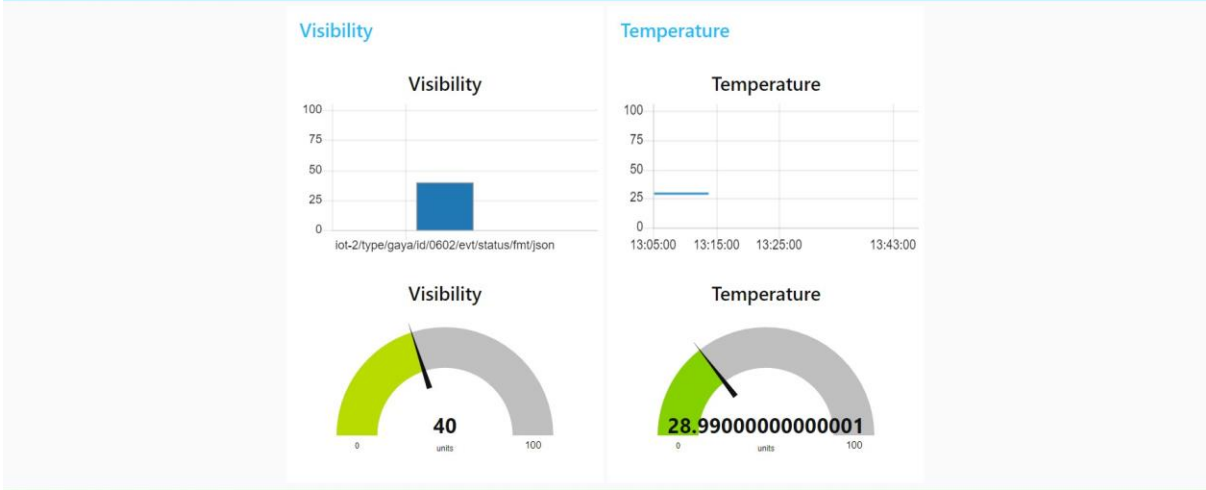 Visibility
Visibility
100
75
50
25
0
iot-2/type/gaya/id/0602/evt/status/fmt/json
Visibility
40
0 units 100
Temperature
Temperature
100
75
50
25
0
13:05:00 13:15:00 13:25:00 13:43:00
Temperature
28.99000000000001
0 units 100